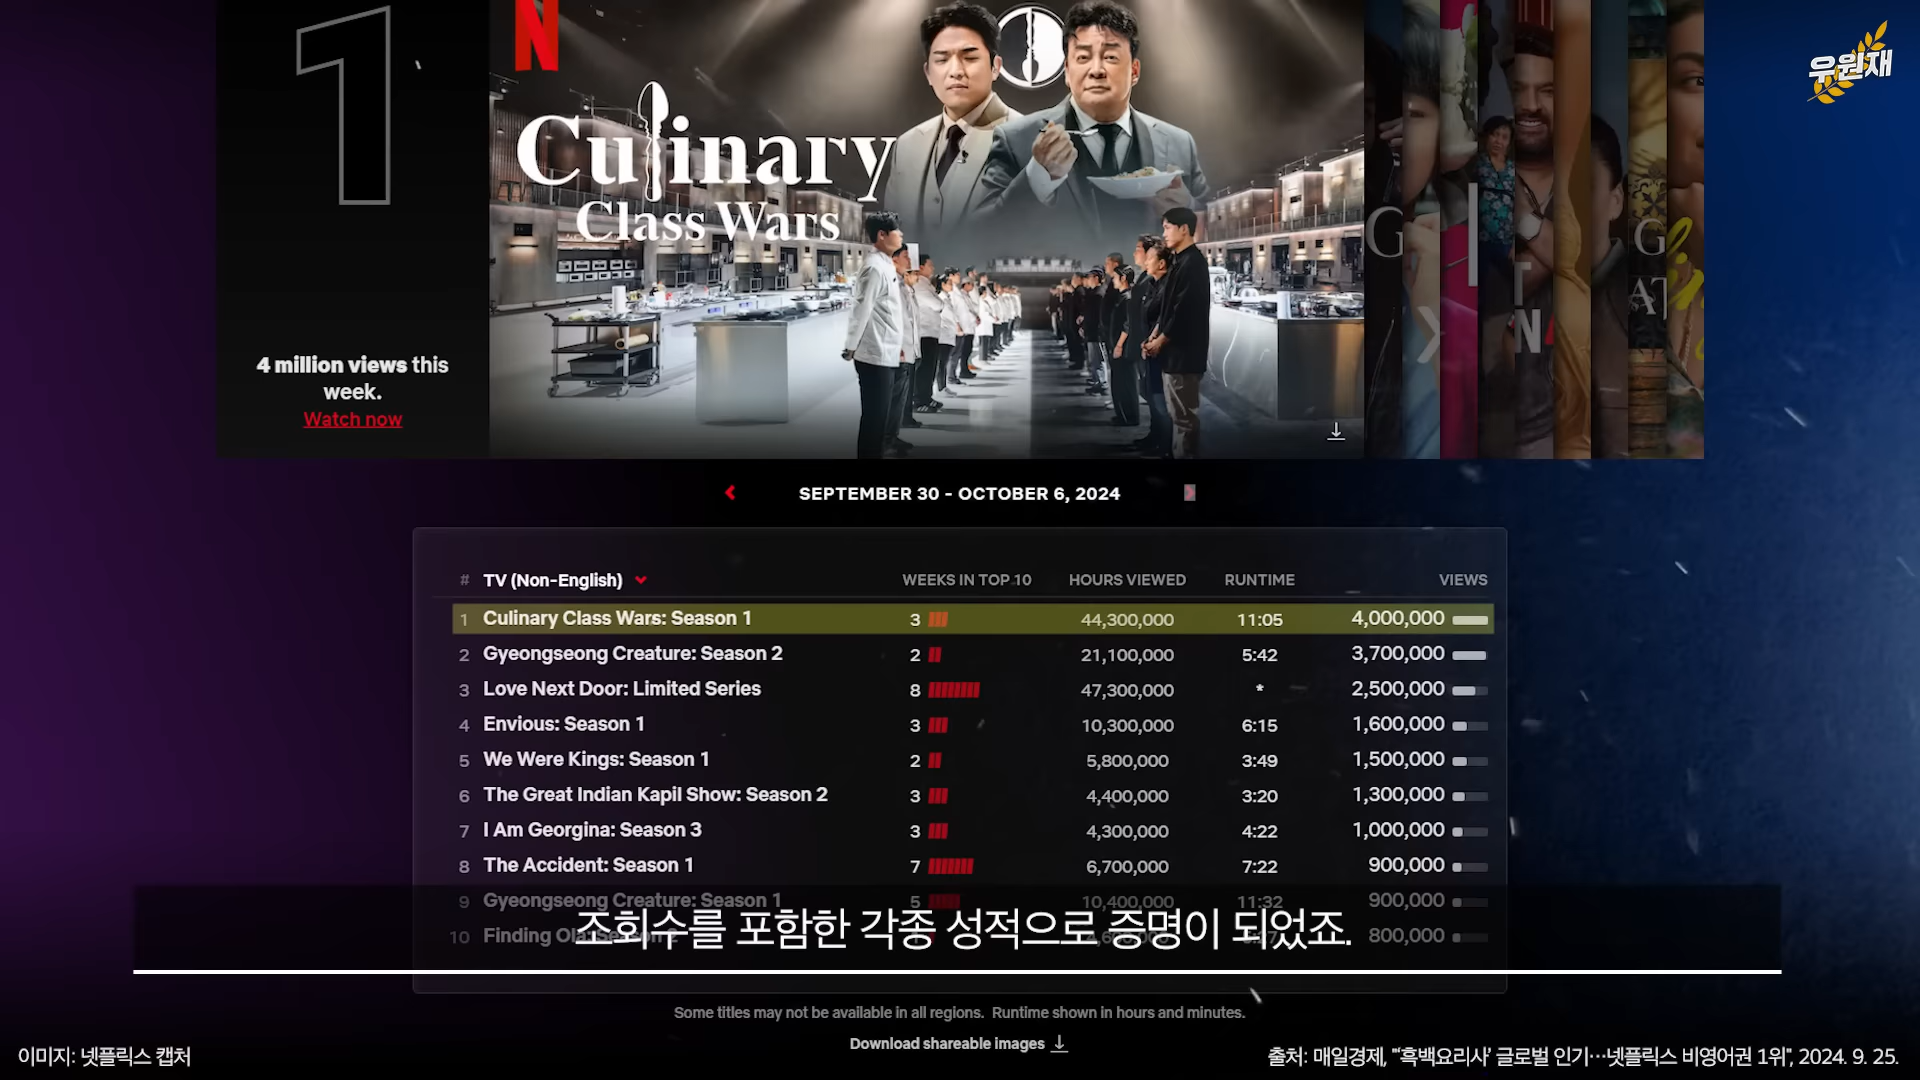 1
N
우원재
Culinary
Class Wars
4 million views this
week.
Watch now
SEPTEMBER 30 - OCTOBER 6, 2024
# TV (Non-English) WEEKS IN TOP 10 HOURS VIEWED RUNTIME VIEWS
1 Culinary Class Wars: Season 1 3 44,300,000 11:05 4,000,000
2 Gyeongseong Creature: Season 2 2 21,100,000 5:42 3,700,000
3 Love Next Door: Limited Series 8 47,300,000 * 2,500,000
4 Envious: Season 1 3 10,300,000 6:15 1,600,000
5 We Were Kings: Season 1 2 5,800,000 3:49 1,500,000
6 The Great Indian Kapil Show: Season 2 3 4,400,000 3:20 1,300,000
7 I Am Georgina: Season 3 3 4,300,000 4:22 1,000,000
8 The Accident: Season 1 7 6,700,000 7:22 900,000
9 Gyeongseong Creature: Season 1 5 10,400,000 11:32 900,000
10 Finding Ola: Season 2 800,000
조회수를 포함한 각종 성적으로 증명이 되었죠.
Some titles may not be available in all regions. Runtime shown in hours and minutes.
Download shareable images
이미지: 넷플릭스 캡처
출처: 매일경제, "'흑백요리사' 글로벌 인기…넷플릭스 비영어권 1위", 2024. 9. 25.